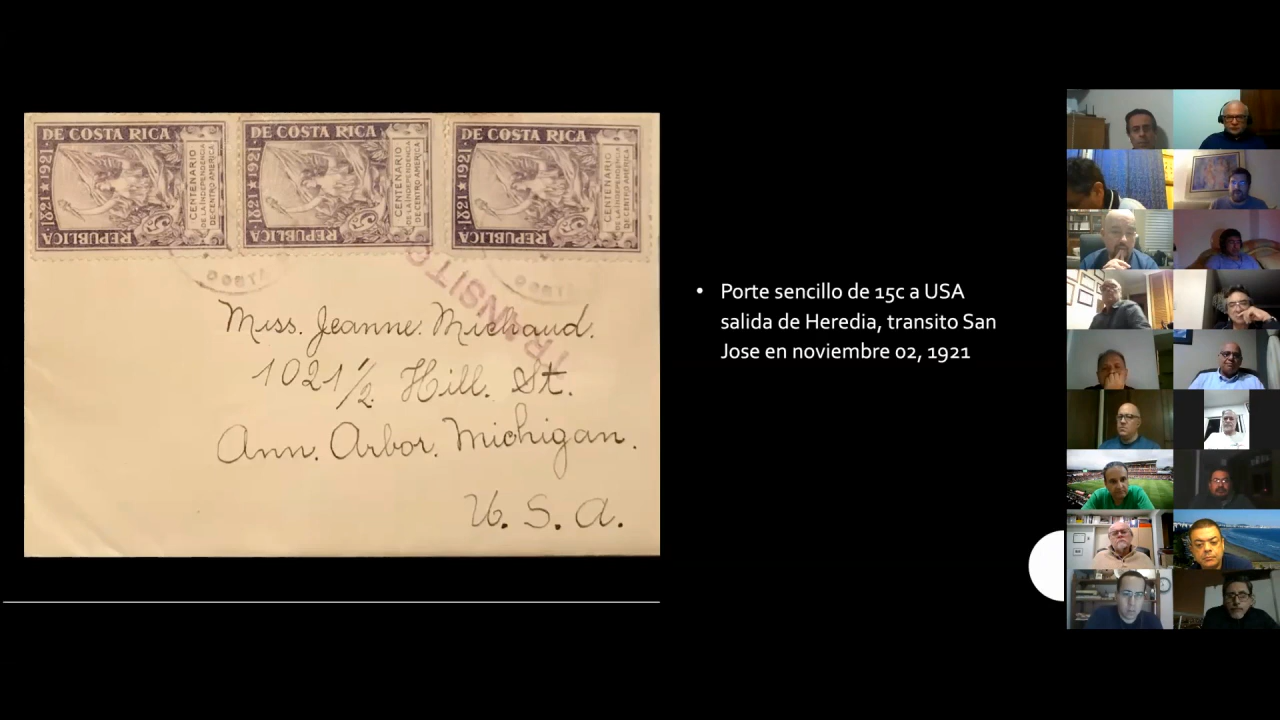 DE COSTA RICA
1821★1921
REPUBLICA
CENTENARIO
DE LA INDEPENDENCIA
DE CENTRO AMERICA
DE COSTA RICA
1821★1921
REPUBLICA
CENTENARIO
DE LA INDEPENDENCIA
DE CENTRO AMERICA
DE COSTA RICA
1821★1921
REPUBLICA
CENTENARIO
DE LA INDEPENDENCIA
DE CENTRO AMERICA
COSTA
TRANSITO
Miss. Jeanne. Michaud.
1021 1/2 Hill. St.
Ann. Arbor. Michigan.
U. S. A.
• Porte sencillo de 15c a USA
salida de Heredia, transito San
Jose en noviembre 02, 1921